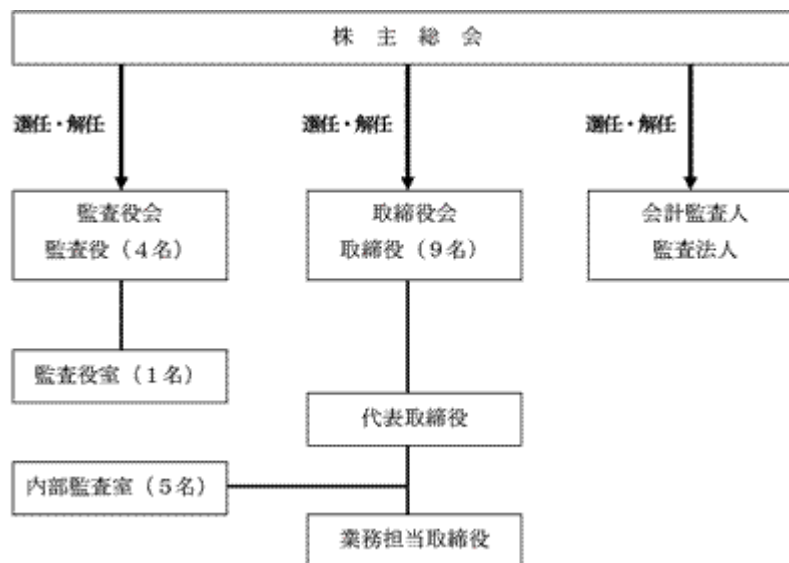 株主総会
選任・解任
選任・解任
選任・解任
監査役会
監査役（4名）
取締役会
取締役（9名）
会計監査人
監査法人
監査役室（1名）
代表取締役
内部監査室（5名）
業務担当取締役